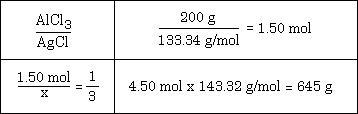 AlCl₃
AgCl
200 g
133.34 g/mol = 1.50 mol
1.50 mol
x = 1
3
4.50 mol x 143.32 g/mol = 645 g